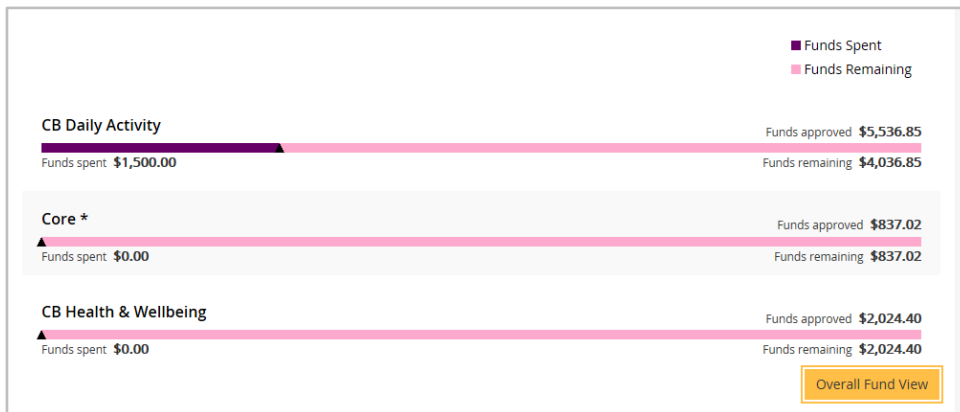 Funds Spent
Funds Remaining
CB Daily Activity
Funds approved $5,536.85
Funds spent $1,500.00
Funds remaining $4,036.85
Core *
Funds approved $837.02
Funds spent $0.00
Funds remaining $837.02
CB Health & Wellbeing
Funds approved $2,024.40
Funds spent $0.00
Funds remaining $2,024.40
Overall Fund View